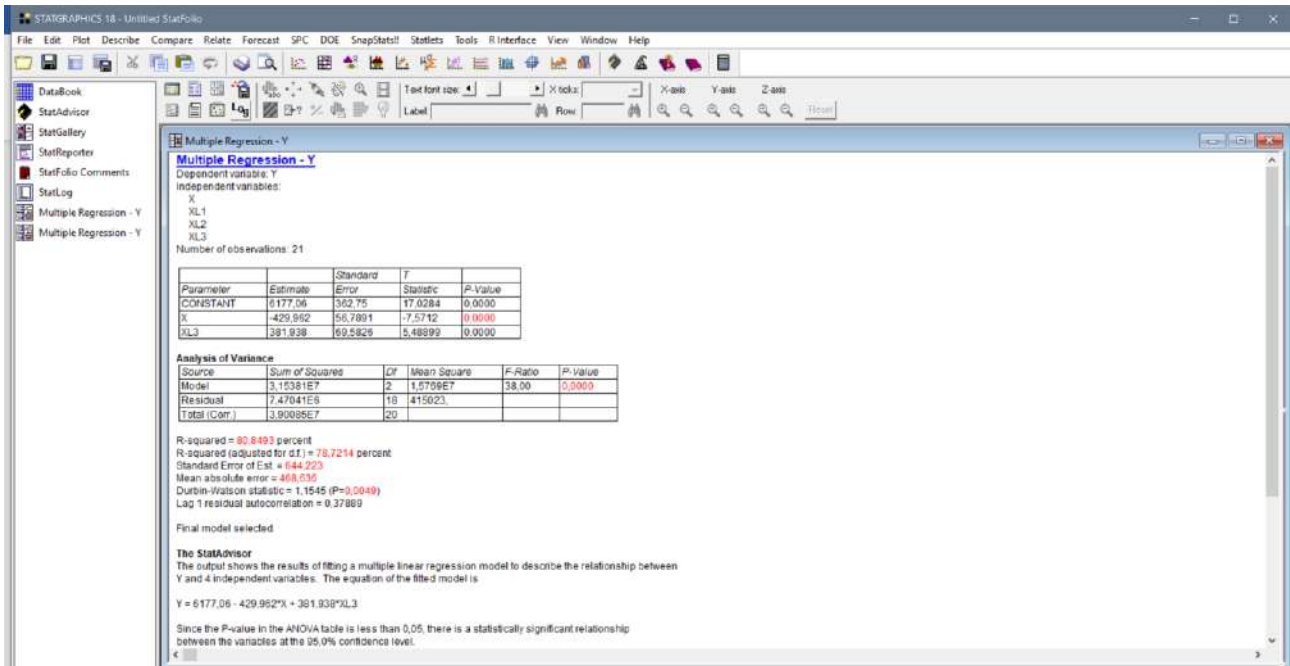 STATGRAPHICS 18 - Untitled StatFolio
File Edit Plot Describe Compare Relate Forecast SPC DOE SnapStats!! Statlets Tools R Interface View Window Help
DataBook
StatAdvisor
StatGallery
StatReporter
StatFolio Comments
StatLog
Multiple Regression - Y
Multiple Regression - Y
Log Text font size: X ticks: X-axis Y-axis Z-axis
Label Row Reset
Multiple Regression - Y
Multiple Regression - Y
Dependent variable: Y
Independent variables:
X
XL1
XL2
XL3
Number of observations: 21
Standard T
Parameter Estimate Error Statistic P-Value
CONSTANT 6177,06 362,75 17,0284 0,0000
X -429,962 56,7891 -7,5712 0,0000
XL3 381,938 69,5826 5,48899 0,0000
Analysis of Variance
Source Sum of Squares Df Mean Square F-Ratio P-Value
Model 3,15381E7 2 1,5769E7 38,00 0,0000
Residual 7,47041E6 18 415023,
Total (Corr.) 3,90085E7 20
R-squared = 80,8493 percent
R-squared (adjusted for d.f.) = 78,7214 percent
Standard Error of Est. = 644,223
Mean absolute error = 468,636
Durbin-Watson statistic = 1,1545 (P=0,0049)
Lag 1 residual autocorrelation = 0,37889
Final model selected
The StatAdvisor
The output shows the results of fitting a multiple linear regression model to describe the relationship between
Y and 4 independent variables. The equation of the fitted model is
Y = 6177,06 - 429,962*X + 381,938*XL3
Since the P-value in the ANOVA table is less than 0,05, there is a statistically significant relationship
between the variables at the 95,0% confidence level.